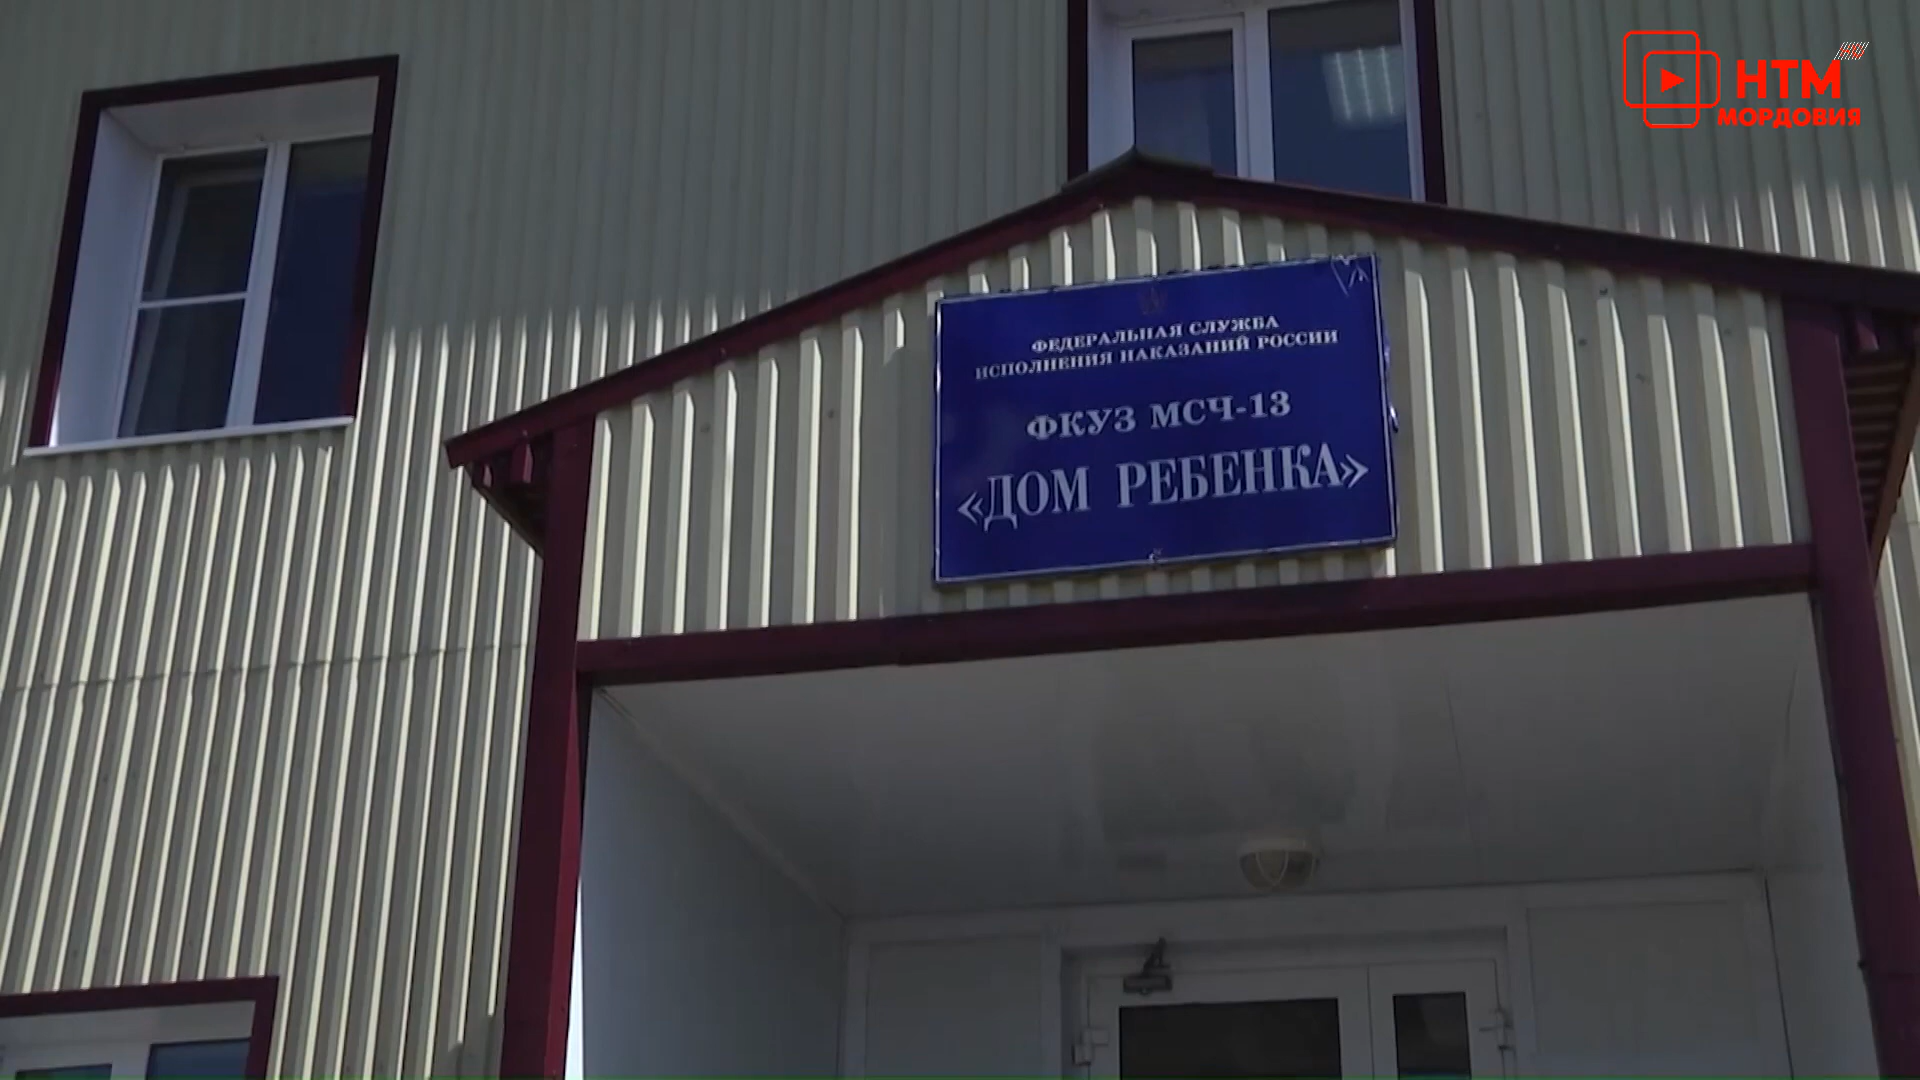 НТМ
МОРДОВИЯ
ФЕДЕРАЛЬНАЯ СЛУЖБА
ИСПОЛНЕНИЯ НАКАЗАНИЙ РОССИИ
ФКУЗ МСЧ-13
«ДОМ РЕБЕНКА»